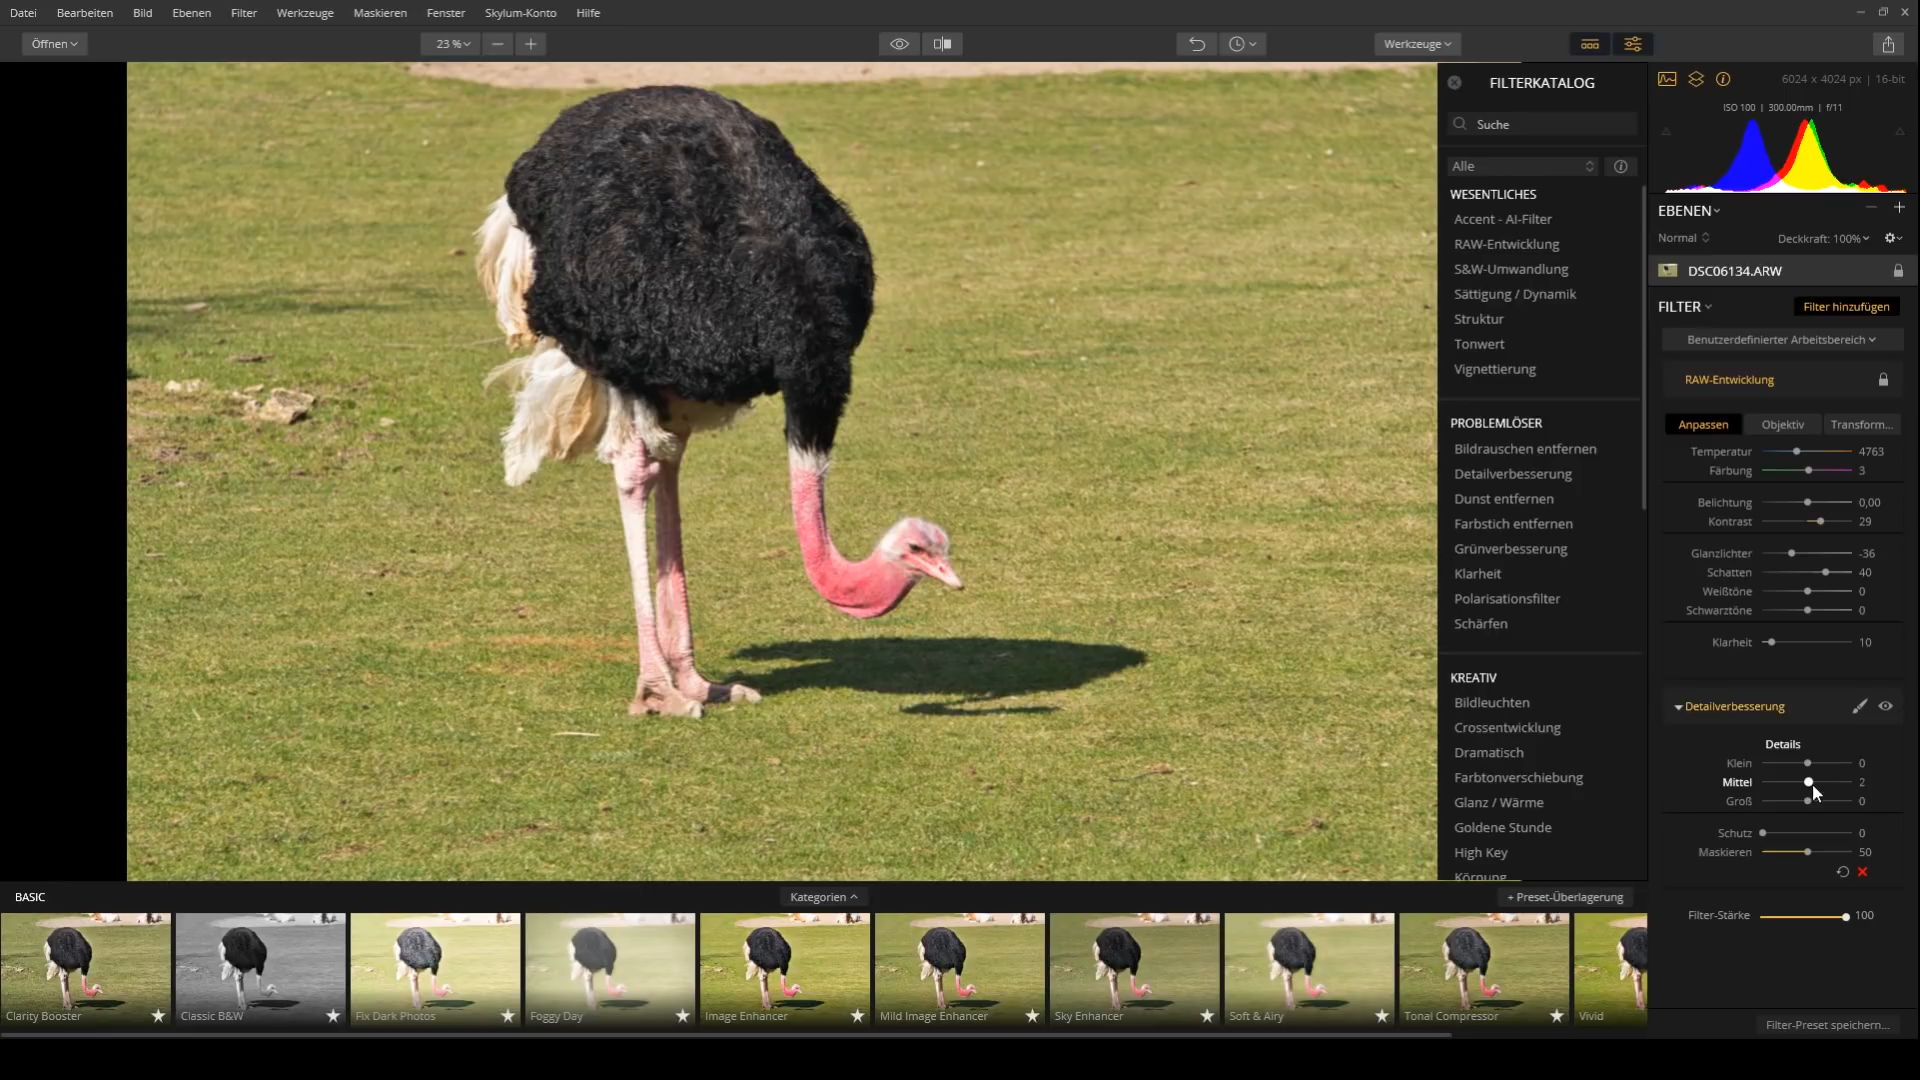 Datei Bearbeiten Bild Ebenen Filter Werkzeuge Maskieren Fenster Skylum-Konto Hilfe
Öffnen 23 % Werkzeuge
FILTERKATALOG
Suche
Alle
WESENTLICHES
Accent - AI-Filter
RAW-Entwicklung
S&W-Umwandlung
Sättigung / Dynamik
Struktur
Tonwert
Vignettierung
PROBLEMLÖSER
Bildrauschen entfernen
Detailverbesserung
Dunst entfernen
Farbstich entfernen
Grünverbesserung
Klarheit
Polarisationsfilter
Schärfen
KREATIV
Bildleuchten
Crossentwicklung
Dramatisch
Farbtonverschiebung
Glanz / Wärme
Goldene Stunde
High Key
Körnung
6024 x 4024 px | 16-bit
ISO 100 | 300.00mm | f/11
EBENEN
Normal Deckkraft: 100%
DSC06134.ARW
FILTER Filter hinzufügen
Benutzerdefinierter Arbeitsbereich
RAW-Entwicklung
Anpassen Objektiv Transform...
Temperatur 4763
Färbung 3
Belichtung 0,00
Kontrast 29
Glanzlichter -36
Schatten 40
Weißtöne 0
Schwarztöne 0
Klarheit 10
Detailverbesserung
Details
Klein 0
Mittel 2
Groß 0
Schutz 0
Maskieren 50
Filter-Stärke 100
Filter-Preset speichern...
BASIC Kategorien + Preset-Überlagerung
Clarity Booster Classic B&W Fix Dark Photos Foggy Day Image Enhancer Mild Image Enhancer Sky Enhancer Soft & Airy Tonal Compressor Vivid